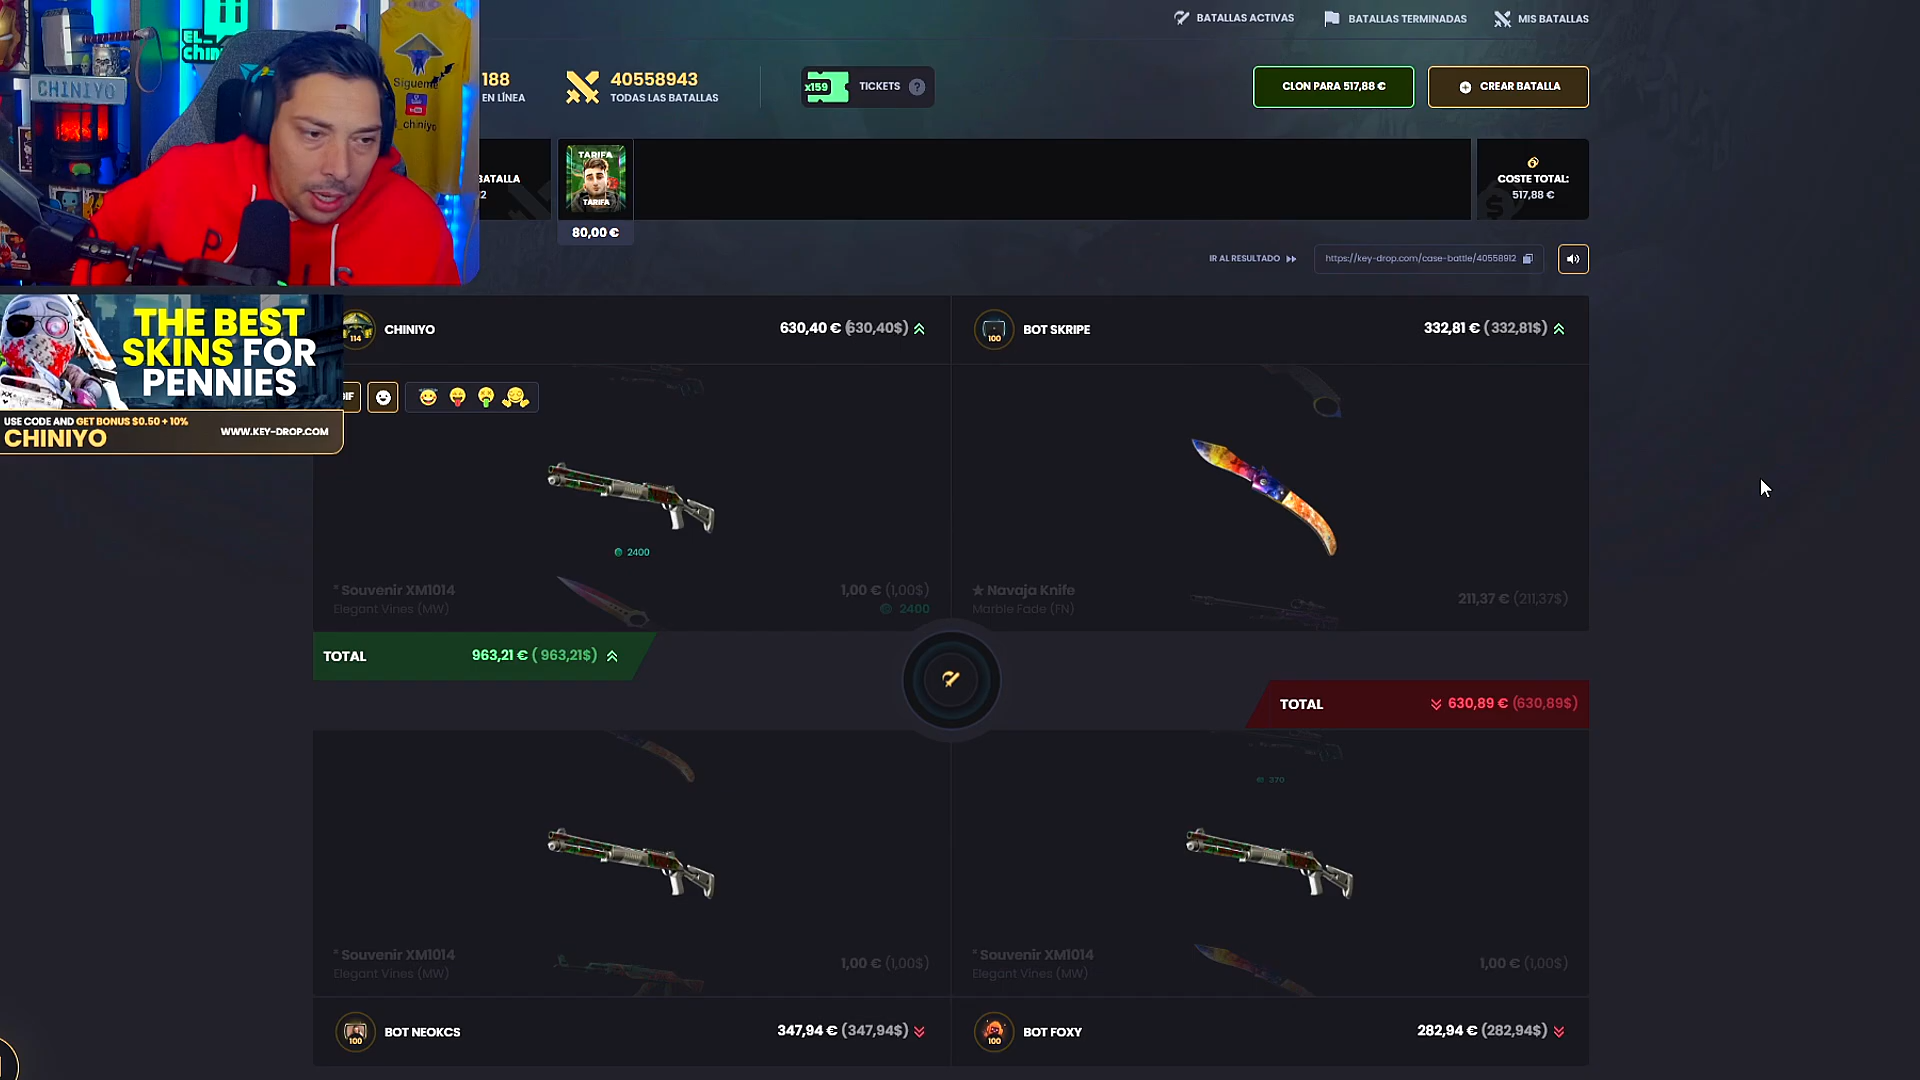 BATALLAS ACTIVAS
BATALLAS TERMINADAS
MIS BATALLAS
CHINIYO
188
EN LÍNEA
40558943
TODAS LAS BATALLAS
x159
TICKETS
?
CLON PARA 517,88 €
CREAR BATALLA
TARIFA
TARIFA
80,00 €
COSTE TOTAL:
517,88 €
IR AL RESULTADO
https://key-drop.com/case-battle/40558912
THE BEST
SKINS FOR
PENNIES
USE CODE AND GET BONUS $0.50 + 10%
CHINIYO
WWW.KEY-DROP.COM
114
CHINIYO
630,40 € (630,40$)
100
BOT SKRIPE
332,81 € (332,81$)
2400
* Souvenir XM1014
Elegant Vines (MW)
1,00 € (1,00$)
2400
★ Navaja Knife
Marble Fade (FN)
211,37 € (211,37$)
TOTAL
963,21 € ( 963,21$)
TOTAL
630,89 € (630,89$)
370
* Souvenir XM1014
Elegant Vines (MW)
1,00 € (1,00$)
* Souvenir XM1014
Elegant Vines (MW)
1,00 € (1,00$)
100
BOT NEOKCS
347,94 € (347,94$)
100
BOT FOXY
282,94 € (282,94$)